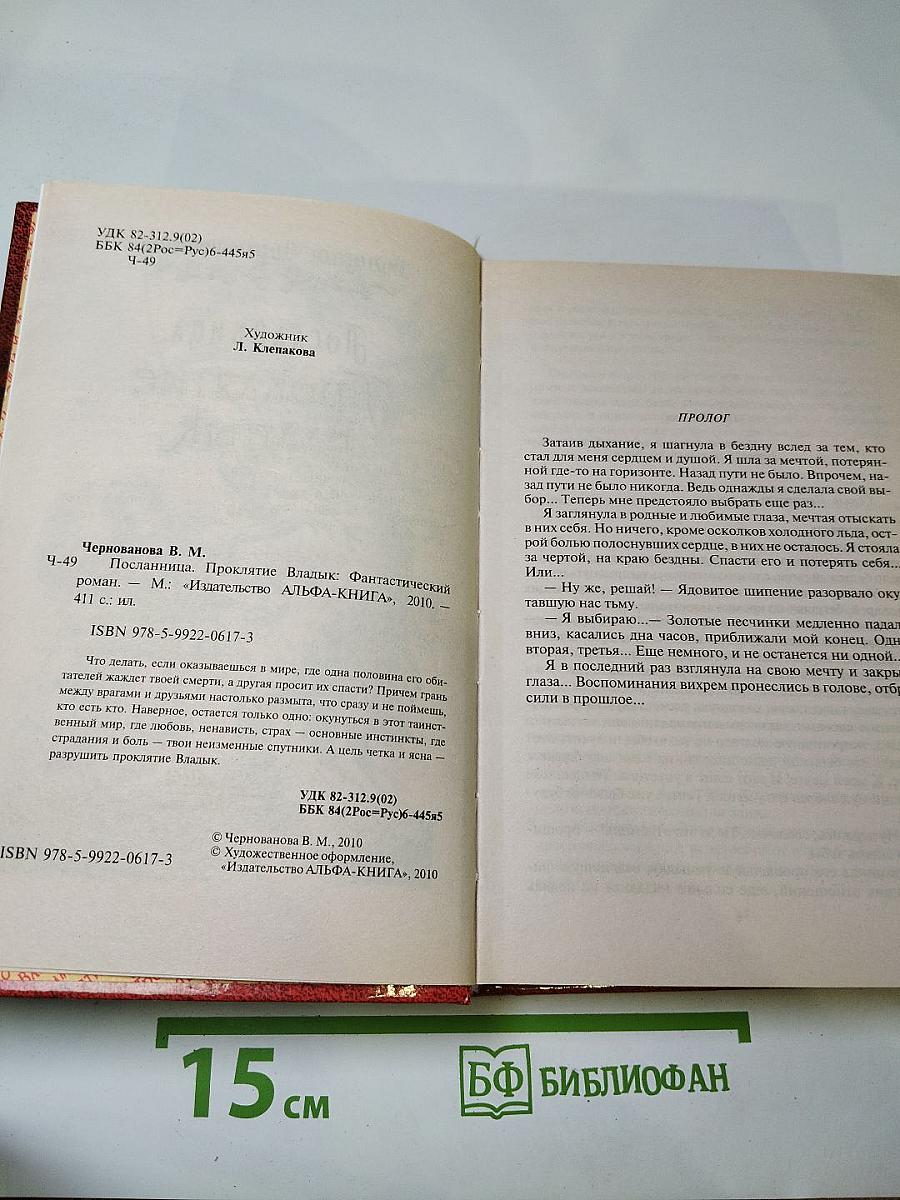 УДК 82-312.9(02)
ББК 84(2Рос=Рус)6-445я5
Ч-49
Художник
Л. Клепакова
Чернованова В. М.
Ч-49 Посланница. Проклятие Владык: Фантастический
роман. — М.: «Издательство АЛЬФА-КНИГА», 2010. —
411 с.: ил.
ISBN 978-5-9922-0617-3
Что делать, если оказываешься в мире, где одна половина его оби-
тателей жаждет твоей смерти, а другая просит их спасти? Причем грань
между врагами и друзьями настолько размыта, что сразу и не поймешь,
кто есть кто. Наверное, остается только одно: окунуться в этот таинст-
венный мир, где любовь, ненависть, страх — основные инстинкты, где
страдания и боль — твои неизменные спутники. А цель четка и ясна —
разрушить проклятие Владык.
УДК 82-312.9(02)
ББК 84(2Рос=Рус)6-445я5
© Чернованова В. М., 2010
© Художественное оформление,
«Издательство АЛЬФА-КНИГА», 2010
ISBN 978-5-9922-0617-3
ПРОЛОГ
Затаив дыхание, я шагнула в бездну вслед за тем, кто
стал для меня сердцем и душой. Я шла за мечтой, потерян-
ной где-то на горизонте. Назад пути не было. Впрочем, на-
зад пути не было никогда. Ведь однажды я сделала свой вы-
бор... Теперь мне предстояло выбрать еще раз...
Я заглянула в родные и любимые глаза, мечтая отыскать
в них себя. Но ничего, кроме осколков холодного льда, ост-
рой болью полоснувших сердце, в них не осталось. Я стояла
за чертой, на краю бездны. Спасти его и потерять себя...
Или...
— Ну же, решай! — Ядовитое шипение разорвало оку
тавшую нас тьму.
— Я выбираю...— Золотые песчинки медленно падал
вниз, касались дна часов, приближали мой конец. Одн
вторая, третья... Еще немного, и не останется ни одной...
Я в последний раз взглянула на свою мечту и закры
глаза... Воспоминания вихрем пронеслись в голове, отбр
сили в прошлое...
15 см
БФ БИБЛИОФАН